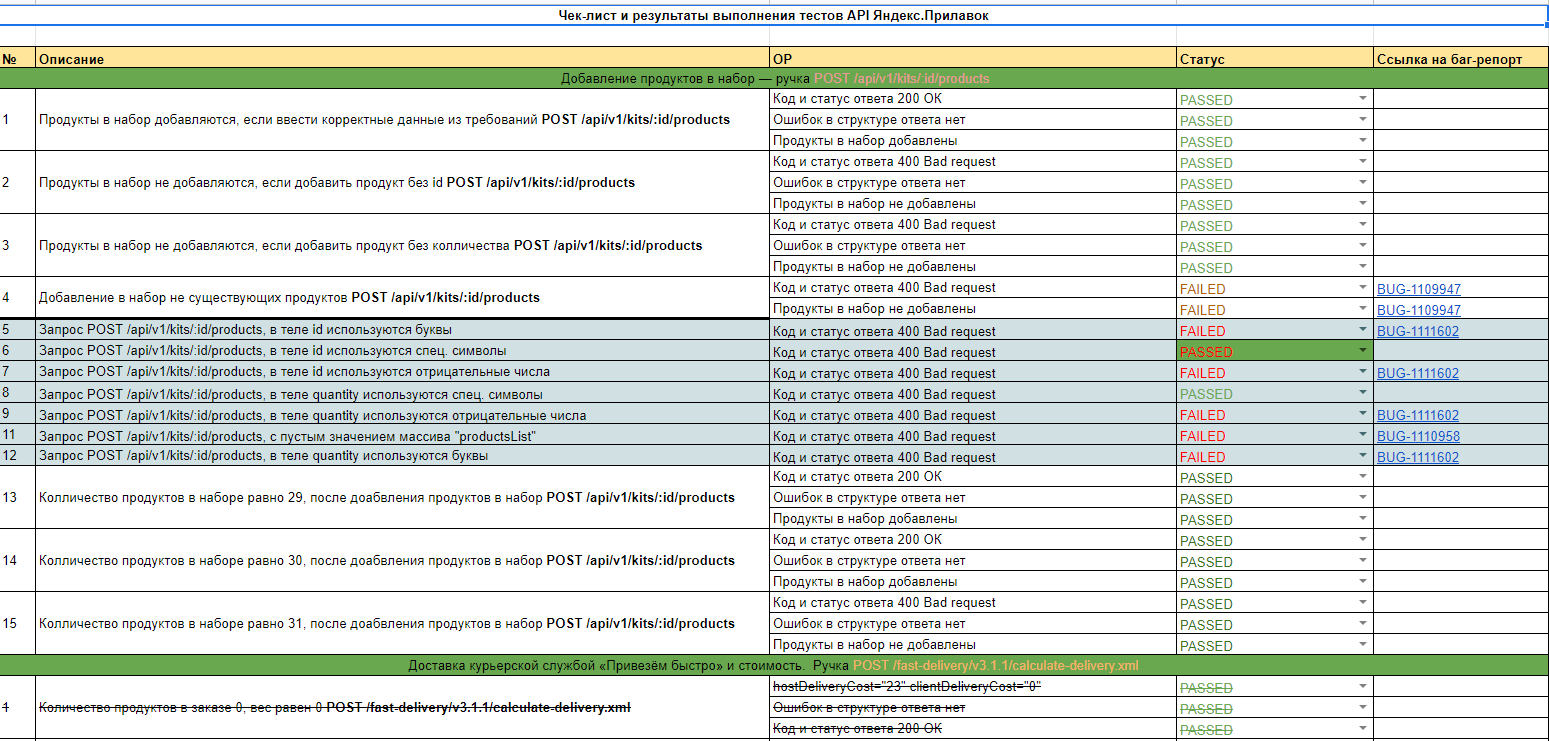 Чек-лист и результаты выполнения тестов API Яндекс.Прилавок
№ Описание ОР Статус Ссылка на баг-репорт
Добавление продуктов в набор — ручка POST /api/v1/kits/:id/products
1 Продукты в набор добавляются, если ввести корректные данные из требований POST /api/v1/kits/:id/products
Код и статус ответа 200 ОК PASSED
Ошибок в структуре ответа нет PASSED
Продукты в набор добавлены PASSED
2 Продукты в набор не добавляются, если добавить продукт без id POST /api/v1/kits/:id/products
Код и статус ответа 400 Bad request PASSED
Ошибок в структуре ответа нет PASSED
Продукты в набор не добавлены PASSED
3 Продукты в набор не добавляются, если добавить продукт без колличества POST /api/v1/kits/:id/products
Код и статус ответа 400 Bad request PASSED
Ошибок в структуре ответа нет PASSED
Продукты в набор не добавлены PASSED
4 Добавление в набор не существующих продуктов POST /api/v1/kits/:id/products
Код и статус ответа 400 Bad request FAILED BUG-1109947
Продукты в набор не добавлены FAILED BUG-1109947
5 Запрос POST /api/v1/kits/:id/products, в теле id используются буквы Код и статус ответа 400 Bad request FAILED BUG-1111602
6 Запрос POST /api/v1/kits/:id/products, в теле id используются спец. символы Код и статус ответа 400 Bad request PASSED
7 Запрос POST /api/v1/kits/:id/products, в теле id используются отрицательные числа Код и статус ответа 400 Bad request FAILED BUG-1111602
8 Запрос POST /api/v1/kits/:id/products, в теле quantity используются спец. символы Код и статус ответа 400 Bad request PASSED
9 Запрос POST /api/v1/kits/:id/products, в теле quantity используются отрицательные числа Код и статус ответа 400 Bad request FAILED BUG-1111602
11 Запрос POST /api/v1/kits/:id/products, с пустым значением массива "productsList" Код и статус ответа 400 Bad request FAILED BUG-1110958
12 Запрос POST /api/v1/kits/:id/products, в теле quantity используются буквы Код и статус ответа 400 Bad request FAILED BUG-1111602
13 Колличество продуктов в наборе равно 29, после доабвления продуктов в набор POST /api/v1/kits/:id/products
Код и статус ответа 200 ОК PASSED
Ошибок в структуре ответа нет PASSED
Продукты в набор добавлены PASSED
14 Колличество продуктов в наборе равно 30, после доабвления продуктов в набор POST /api/v1/kits/:id/products
Код и статус ответа 200 ОК PASSED
Ошибок в структуре ответа нет PASSED
Продукты в набор добавлены PASSED
15 Колличество продуктов в наборе равно 31, после доабвления продуктов в набор POST /api/v1/kits/:id/products
Код и статус ответа 400 Bad request PASSED
Ошибок в структуре ответа нет PASSED
Продукты в набор не добавлены PASSED
Доставка курьерской службой «Привезём быстро» и стоимость. Ручка POST /fast-delivery/v3.1.1/calculate-delivery.xml
1 Количество продуктов в заказе 0, вес равен 0 POST /fast-delivery/v3.1.1/calculate-delivery.xml
hostDeliveryCost="23" clientDeliveryCost="0" PASSED
Ошибок в структуре ответа нет PASSED
Код и статус ответа 200 ОК PASSED